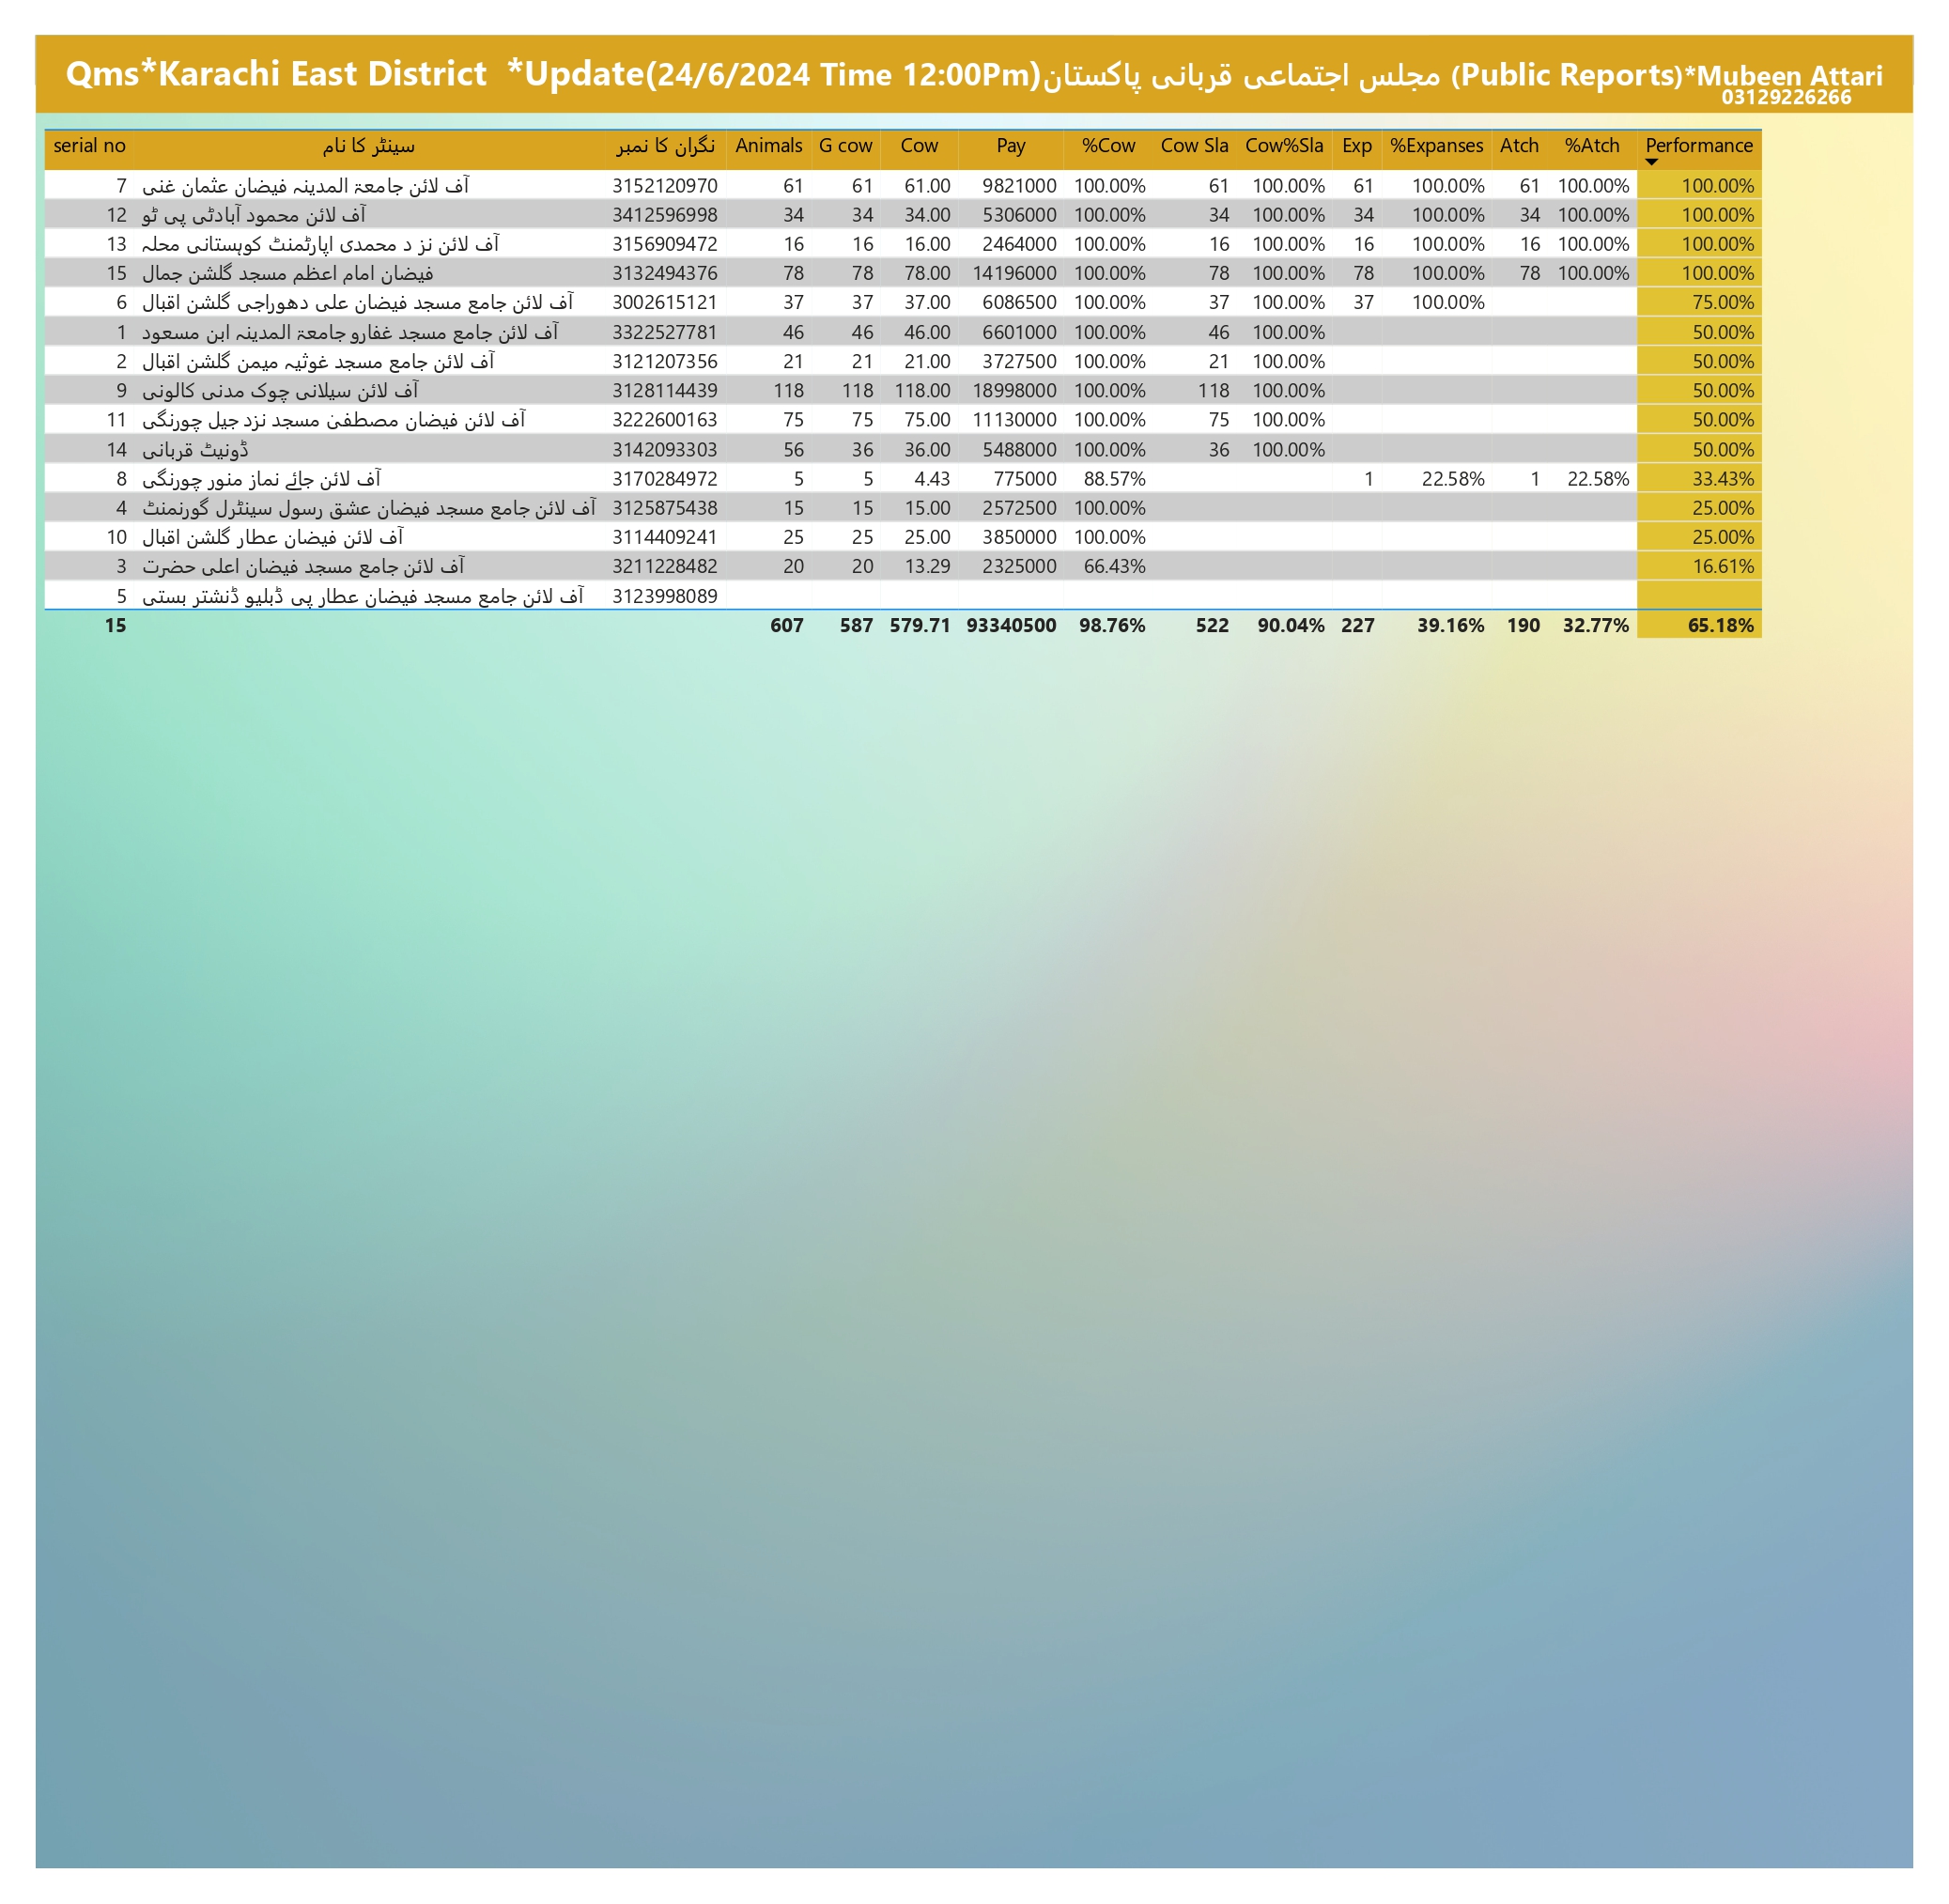 Qms*Karachi East District *Update(24/6/2024 Time 12:00Pm)مجلس اجتماعی قربانی پاکستان (Public Reports)*Mubeen Attari
03129226266
serial no سینٹر کا نام نگران کا نمبر Animals G cow Cow Pay %Cow Cow Sla Cow%Sla Exp %Expanses Atch %Atch Performance
7 آف لائن جامعۃ المدینہ فیضان عثمان غنی 3152120970 61 61 61.00 9821000 100.00% 61 100.00% 61 100.00% 61 100.00% 100.00%
12 آف لائن محمود آبادٹی پی ٹو 3412596998 34 34 34.00 5306000 100.00% 34 100.00% 34 100.00% 34 100.00% 100.00%
13 آف لائن نز د محمدی اپارٹمنٹ کوہستانی محلہ 3156909472 16 16 16.00 2464000 100.00% 16 100.00% 16 100.00% 16 100.00% 100.00%
15 فیضان امام اعظم مسجد گلشن جمال 3132494376 78 78 78.00 14196000 100.00% 78 100.00% 78 100.00% 78 100.00% 100.00%
6 آف لائن جامع مسجد فیضان علی دھوراجی گلشن اقبال 3002615121 37 37 37.00 6086500 100.00% 37 100.00% 37 100.00% 75.00%
1 آف لائن جامع مسجد غفارو جامعۃ المدینہ ابن مسعود 3322527781 46 46 46.00 6601000 100.00% 46 100.00% 50.00%
2 آف لائن جامع مسجد غوثیہ میمن گلشن اقبال 3121207356 21 21 21.00 3727500 100.00% 21 100.00% 50.00%
9 آف لائن سیلانی چوک مدنی کالونی 3128114439 118 118 118.00 18998000 100.00% 118 100.00% 50.00%
11 آف لائن فیضان مصطفیٰ مسجد نزد جیل چورنگی 3222600163 75 75 75.00 11130000 100.00% 75 100.00% 50.00%
14 ڈونیٹ قربانی 3142093303 56 36 36.00 5488000 100.00% 36 100.00% 50.00%
8 آف لائن جائے نماز منور چورنگی 3170284972 5 5 4.43 775000 88.57% 1 22.58% 1 22.58% 33.43%
4 آف لائن جامع مسجد فیضان عشق رسول سینٹرل گورنمنٹ 3125875438 15 15 15.00 2572500 100.00% 25.00%
10 آف لائن فیضان عطار گلشن اقبال 3114409241 25 25 25.00 3850000 100.00% 25.00%
3 آف لائن جامع مسجد فیضان اعلی حضرت 3211228482 20 20 13.29 2325000 66.43% 16.61%
5 آف لائن جامع مسجد فیضان عطار پی ڈبلیو ڈنشتر بستی 3123998089
15 607 587 579.71 93340500 98.76% 522 90.04% 227 39.16% 190 32.77% 65.18%